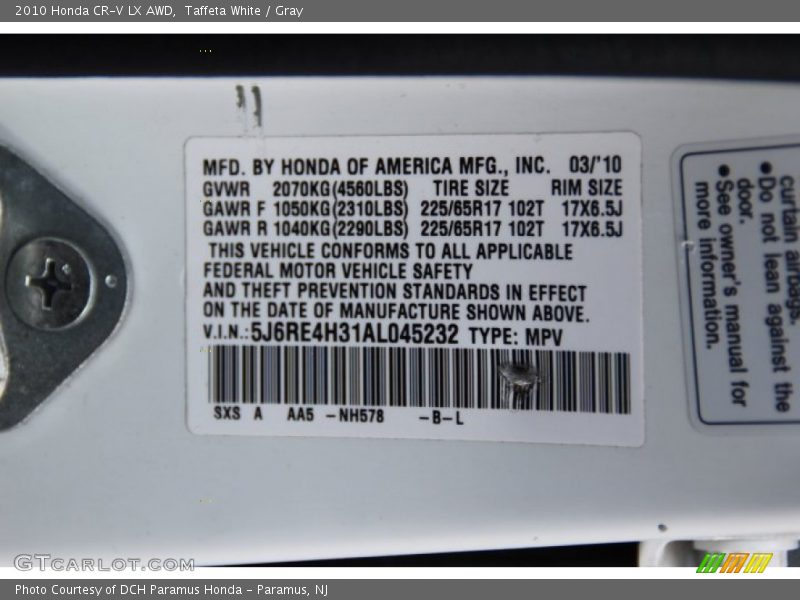 2010 Honda CR-V LX AWD, Taffeta White / Gray
MFD. BY HONDA OF AMERICA MFG., INC. 03/'10
GVWR 2070KG(4560LBS) TIRE SIZE RIM SIZE
GAWR F 1050KG(2310LBS) 225/65R17 102T 17X6.5J
GAWR R 1040KG(2290LBS) 225/65R17 102T 17X6.5J
THIS VEHICLE CONFORMS TO ALL APPLICABLE
FEDERAL MOTOR VEHICLE SAFETY
AND THEFT PREVENTION STANDARDS IN EFFECT
ON THE DATE OF MANUFACTURE SHOWN ABOVE.
V.I.N.: 5J6RE4H31AL045232 TYPE: MPV
SXS A AA5 -NH578 -B-L
curtain airbags.
● Do not lean against the
door.
● See owner's manual for
more information.
GTCARLOT.COM
Photo Courtesy of DCH Paramus Honda - Paramus, NJ